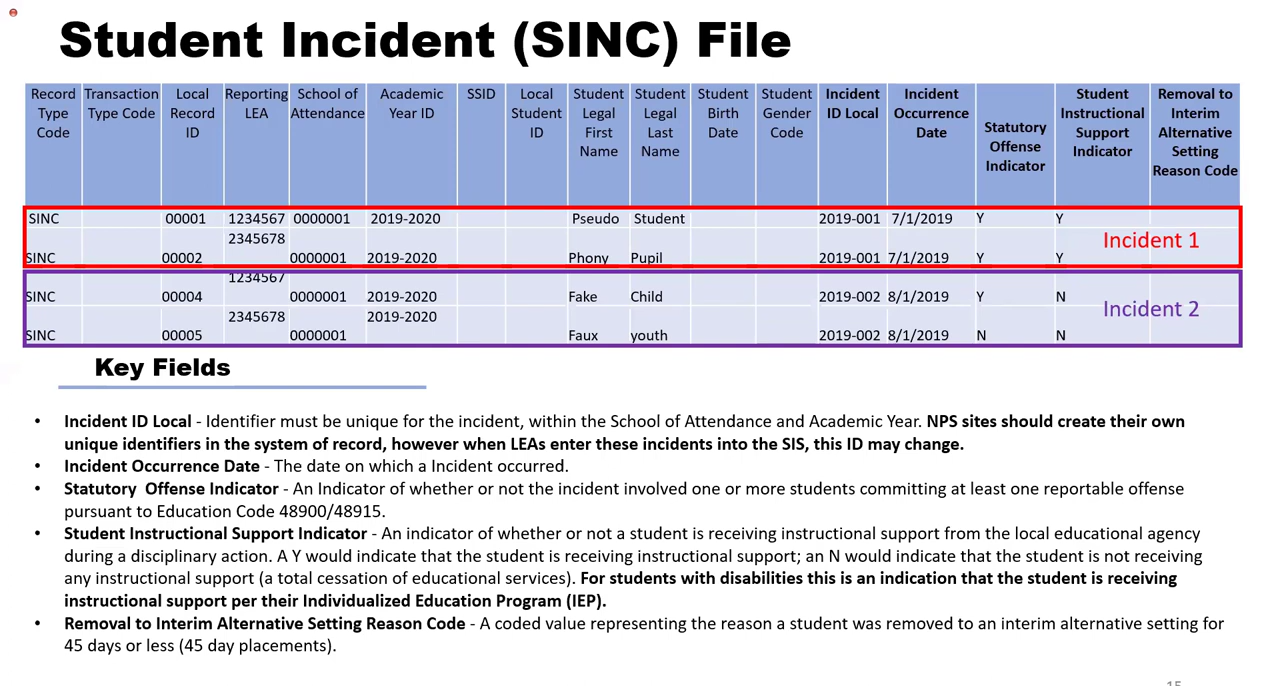 Student Incident (SINC) File
Record Type Code Transaction Type Code Local Record ID Reporting LEA School of Attendance Academic Year ID SSID Local Student ID Student Legal First Name Student Legal Last Name Student Birth Date Student Gender Code Incident ID Local Incident Occurrence Date Statutory Offense Indicator Student Instructional Support Indicator Removal to Interim Alternative Setting Reason Code
SINC 00001 1234567 0000001 2019-2020 Pseudo Student 2019-001 7/1/2019 Y Y
SINC 00002 2345678 0000001 2019-2020 Phony Pupil 2019-001 7/1/2019 Y Y
Incident 1
SINC 00004 1234567 0000001 2019-2020 Fake Child 2019-002 8/1/2019 Y N
SINC 00005 2345678 0000001 2019-2020 Faux youth 2019-002 8/1/2019 N N
Incident 2
Key Fields
• Incident ID Local - Identifier must be unique for the incident, within the School of Attendance and Academic Year. NPS sites should create their own
unique identifiers in the system of record, however when LEAs enter these incidents into the SIS, this ID may change.
• Incident Occurrence Date - The date on which a Incident occurred.
• Statutory Offense Indicator - An Indicator of whether or not the incident involved one or more students committing at least one reportable offense
pursuant to Education Code 48900/48915.
• Student Instructional Support Indicator - An indicator of whether or not a student is receiving instructional support from the local educational agency
during a disciplinary action. A Y would indicate that the student is receiving instructional support; an N would indicate that the student is not receiving
any instructional support (a total cessation of educational services). For students with disabilities this is an indication that the student is receiving
instructional support per their Individualized Education Program (IEP).
• Removal to Interim Alternative Setting Reason Code - A coded value representing the reason a student was removed to an interim alternative setting for
45 days or less (45 day placements).